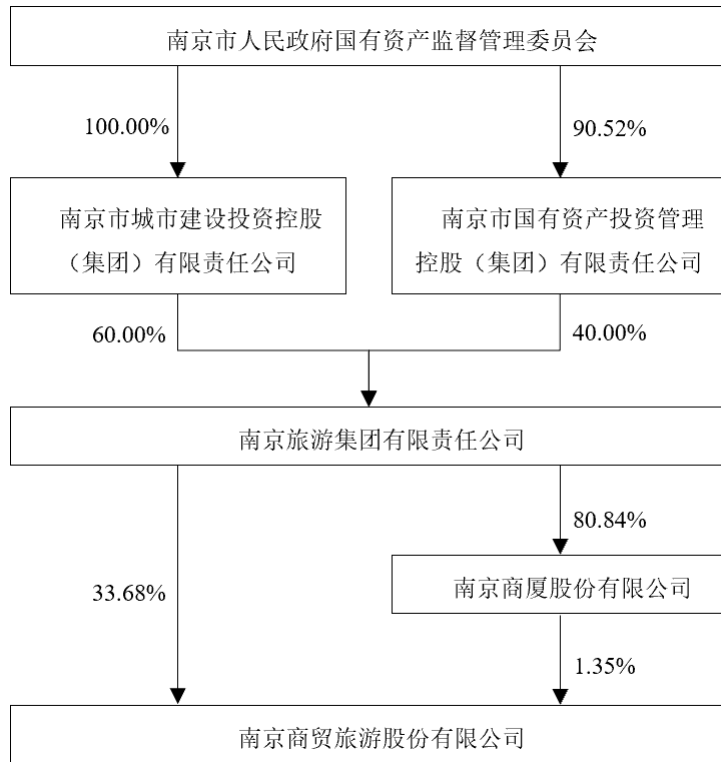 南京市人民政府国有资产监督管理委员会
100.00%
90.52%
南京市城市建设投资控股
（集团）有限责任公司
南京市国有资产投资管理
控股（集团）有限责任公司
60.00%
40.00%
南京旅游集团有限责任公司
80.84%
33.68%
南京商厦股份有限公司
1.35%
南京商贸旅游股份有限公司